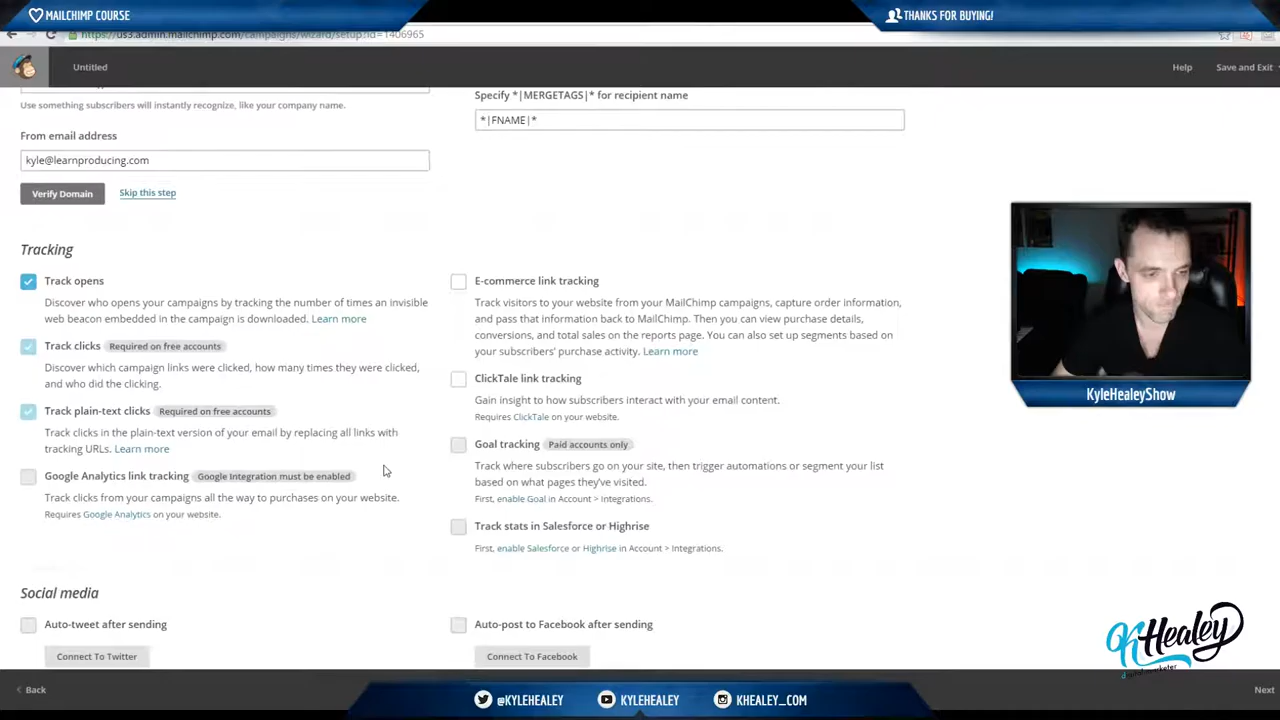 MAILCHIMP COURSE
THANKS FOR BUYING!
https://us3.admin.mailchimp.com/campaigns/wizard/setup?id=1406965
Untitled
Help
Save and Exit
Use something subscribers will instantly recognize, like your company name.
Specify *|MERGETAGS|* for recipient name
*|FNAME|*
From email address
kyle@learnproducing.com
Verify Domain
Skip this step
Tracking
Track opens
Discover who opens your campaigns by tracking the number of times an invisible
web beacon embedded in the campaign is downloaded. Learn more
Track clicks Required on free accounts
Discover which campaign links were clicked, how many times they were clicked,
and who did the clicking.
Track plain-text clicks Required on free accounts
Track clicks in the plain-text version of your email by replacing all links with
tracking URLs. Learn more
Google Analytics link tracking Google Integration must be enabled
Track clicks from your campaigns all the way to purchases on your website.
Requires Google Analytics on your website.
E-commerce link tracking
Track visitors to your website from your MailChimp campaigns, capture order information,
and pass that information back to MailChimp. Then you can view purchase details,
conversions, and total sales on the reports page. You can also set up segments based on
your subscribers' purchase activity. Learn more
ClickTale link tracking
Gain insight to how subscribers interact with your email content.
Requires ClickTale on your website.
Goal tracking Paid accounts only
Track where subscribers go on your site, then trigger automations or segment your list
based on what pages they've visited.
First, enable Goal in Account > Integrations.
Track stats in Salesforce or Highrise
First, enable Salesforce or Highrise in Account > Integrations.
KyleHealeyShow
Social media
Auto-tweet after sending
Connect To Twitter
Auto-post to Facebook after sending
Connect To Facebook
KHealey
digital marketer
Back
Next
@KYLEHEALEY
KYLEHEALEY
KHEALEY_COM